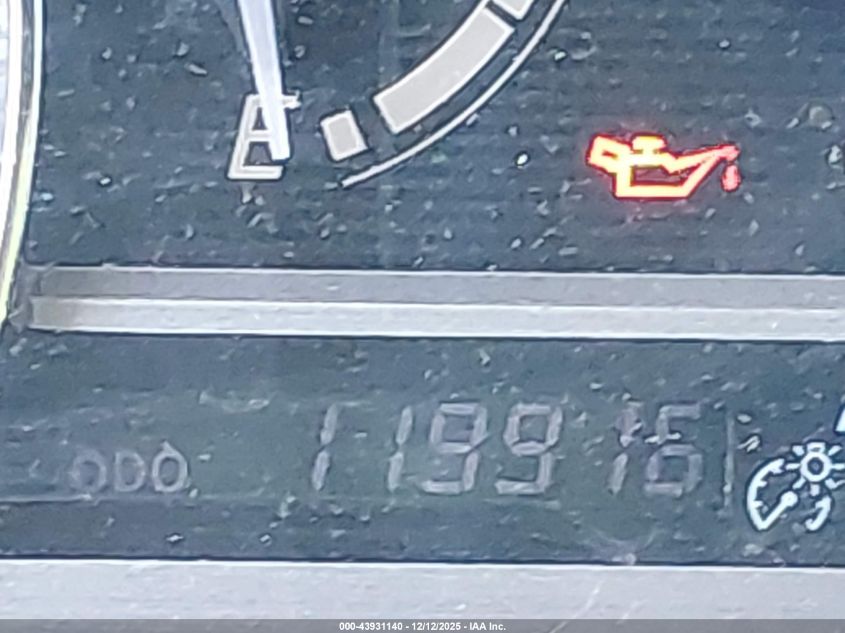 E
ODO 119916
000-43931140 - 12/12/2025 - IAA Inc.